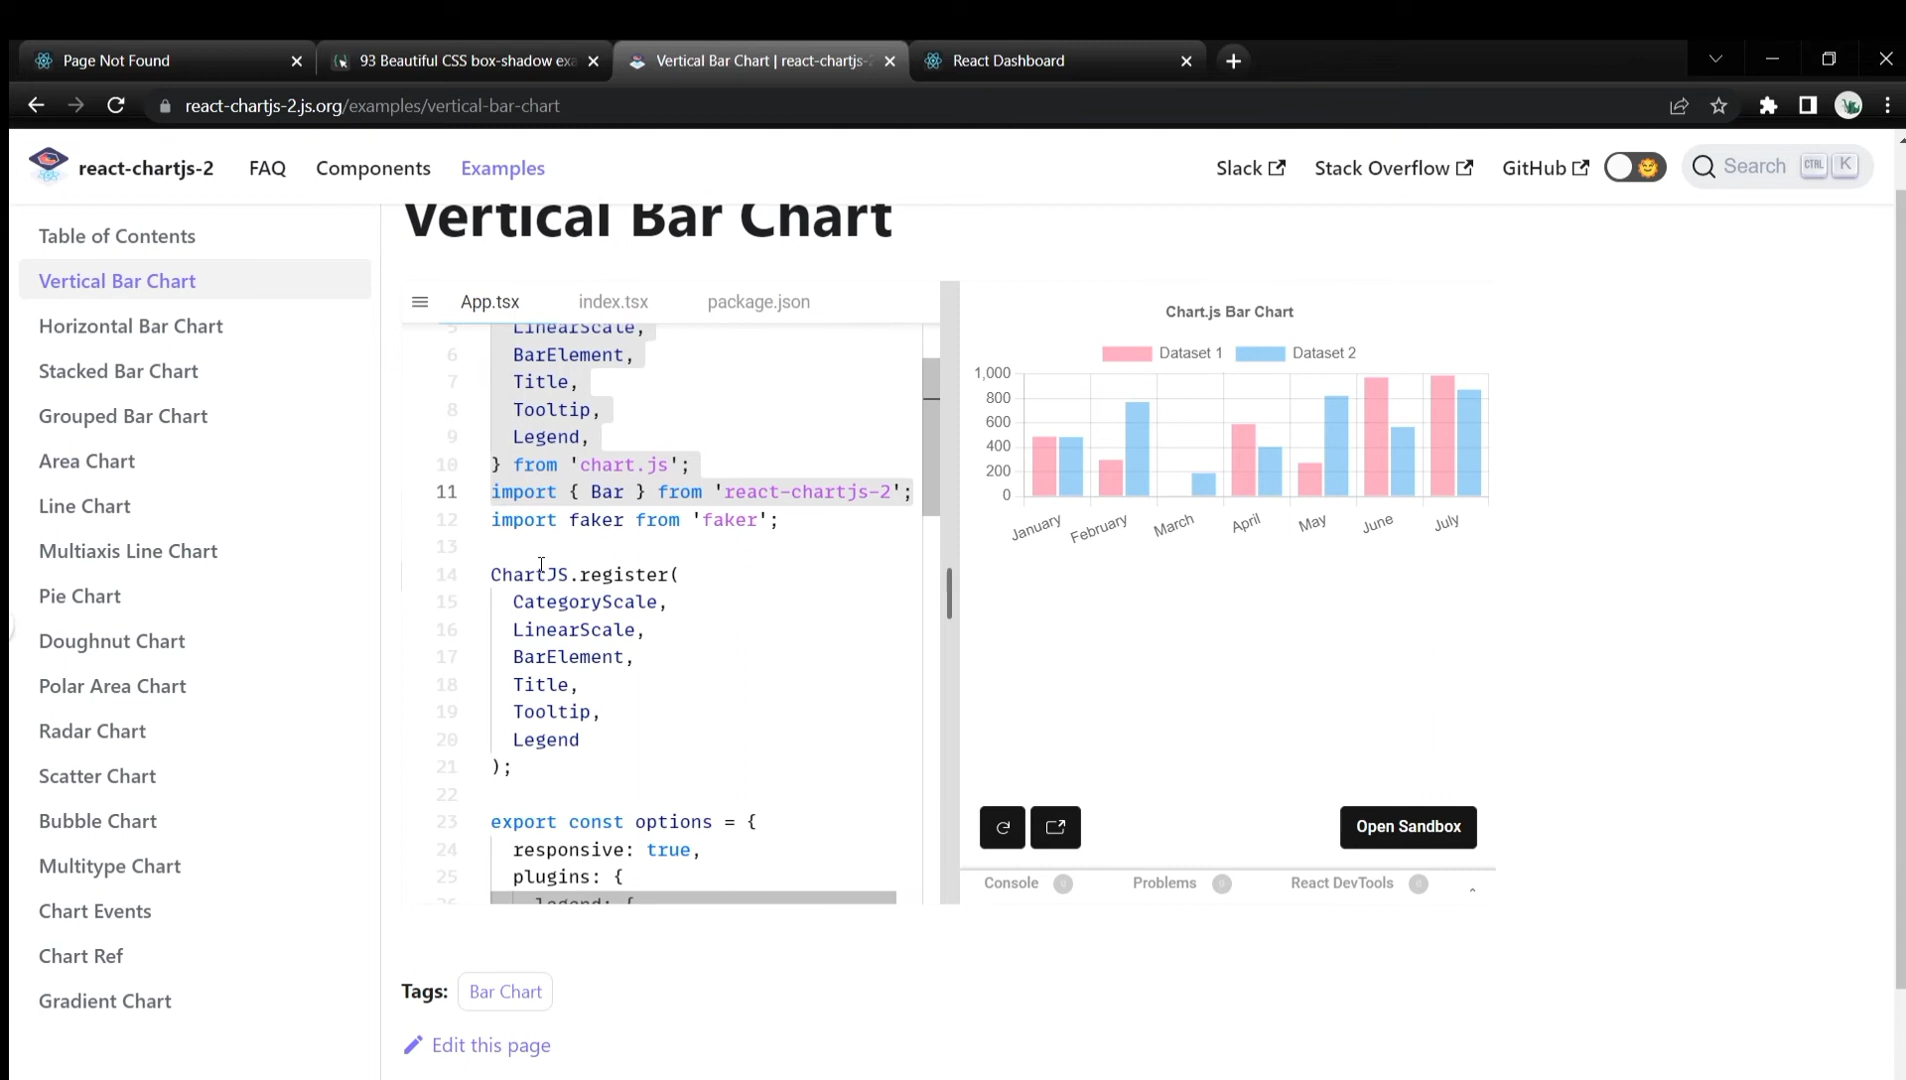 Page Not Found
93 Beautiful CSS box-shadow exa
Vertical Bar Chart | react-chartjs-2
React Dashboard
react-chartjs-2.js.org/examples/vertical-bar-chart
react-chartjs-2
FAQ
Components
Examples
Slack
Stack Overflow
GitHub
Search
CTRL
K
Table of Contents
Vertical Bar Chart
Horizontal Bar Chart
Stacked Bar Chart
Grouped Bar Chart
Area Chart
Line Chart
Multiaxis Line Chart
Pie Chart
Doughnut Chart
Polar Area Chart
Radar Chart
Scatter Chart
Bubble Chart
Multitype Chart
Chart Events
Chart Ref
Gradient Chart
Vertical Bar Chart
App.tsx
index.tsx
package.json
5 LinearScale,
6 BarElement,
7 Title,
8 Tooltip,
9 Legend,
10 } from 'chart.js';
11 import { Bar } from 'react-chartjs-2';
12 import faker from 'faker';
13
14 ChartJS.register(
15 CategoryScale,
16 LinearScale,
17 BarElement,
18 Title,
19 Tooltip,
20 Legend
21 );
22
23 export const options = {
24 responsive: true,
25 plugins: {
26 legend: {
Chart.js Bar Chart
Dataset 1
Dataset 2
1,000
800
600
400
200
0
January
February
March
April
May
June
July
Open Sandbox
Console 0
Problems 0
React DevTools 0
Tags:
Bar Chart
Edit this page